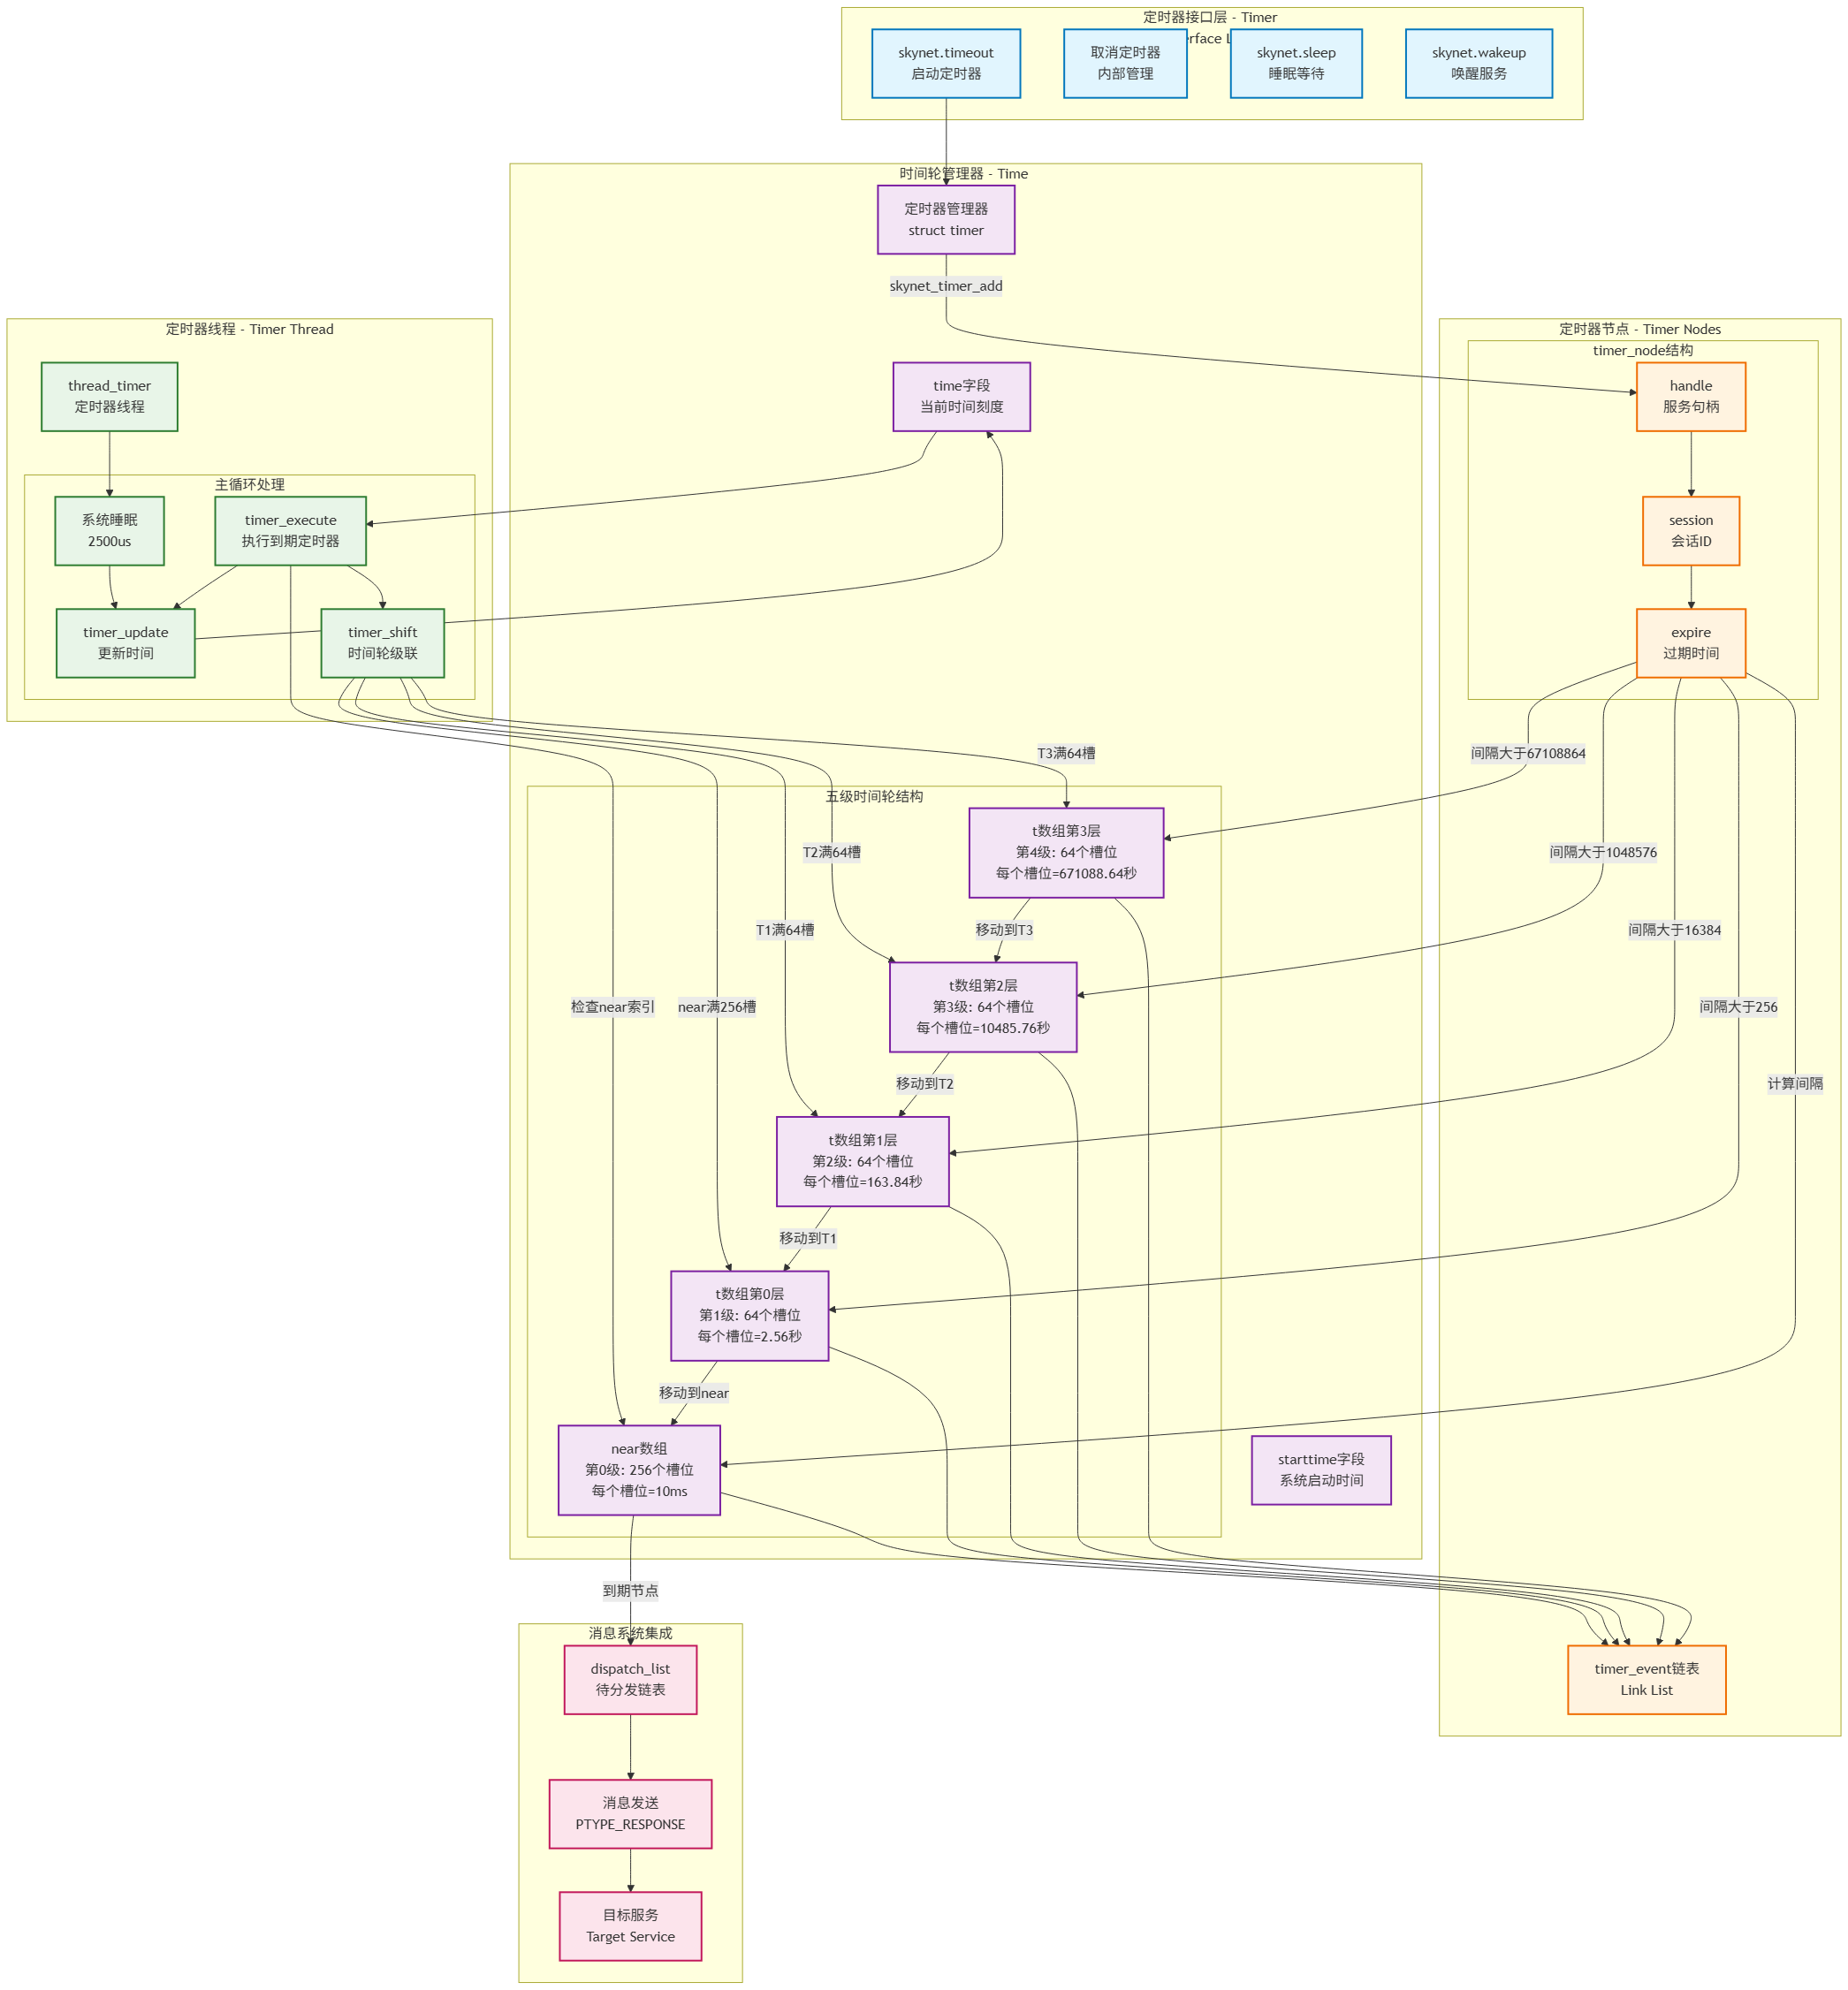 定时器接口层 - Timer
erface L
skynet.timeout
启动定时器
取消定时器
内部管理
skynet.sleep
睡眠等待
skynet.wakeup
唤醒服务
时间轮管理器 - Time
定时器管理器
struct timer
skynet_timer_add
定时器线程 - Timer Thread
定时器节点 - Timer Nodes
timer_node结构
thread_timer
定时器线程
time字段
当前时间刻度
handle
服务句柄
主循环处理
系统睡眠
2500us
timer_execute
执行到期定时器
session
会话ID
timer_update
更新时间
timer_shift
时间轮级联
expire
过期时间
T3满64槽
间隔大于67108864
五级时间轮结构
t数组第3层
第4级: 64个槽位
每个槽位=671088.64秒
T2满64槽
间隔大于1048576
T1满64槽
移动到T3
间隔大于16384
t数组第2层
第3级: 64个槽位
每个槽位=10485.76秒
检查near索引
near满256槽
间隔大于256
移动到T2
计算间隔
t数组第1层
第2级: 64个槽位
每个槽位=163.84秒
移动到T1
t数组第0层
第1级: 64个槽位
每个槽位=2.56秒
移动到near
near数组
第0级: 256个槽位
每个槽位=10ms
starttime字段
系统启动时间
到期节点
消息系统集成
dispatch_list
待分发链表
timer_event链表
Link List
消息发送
PTYPE_RESPONSE
目标服务
Target Service